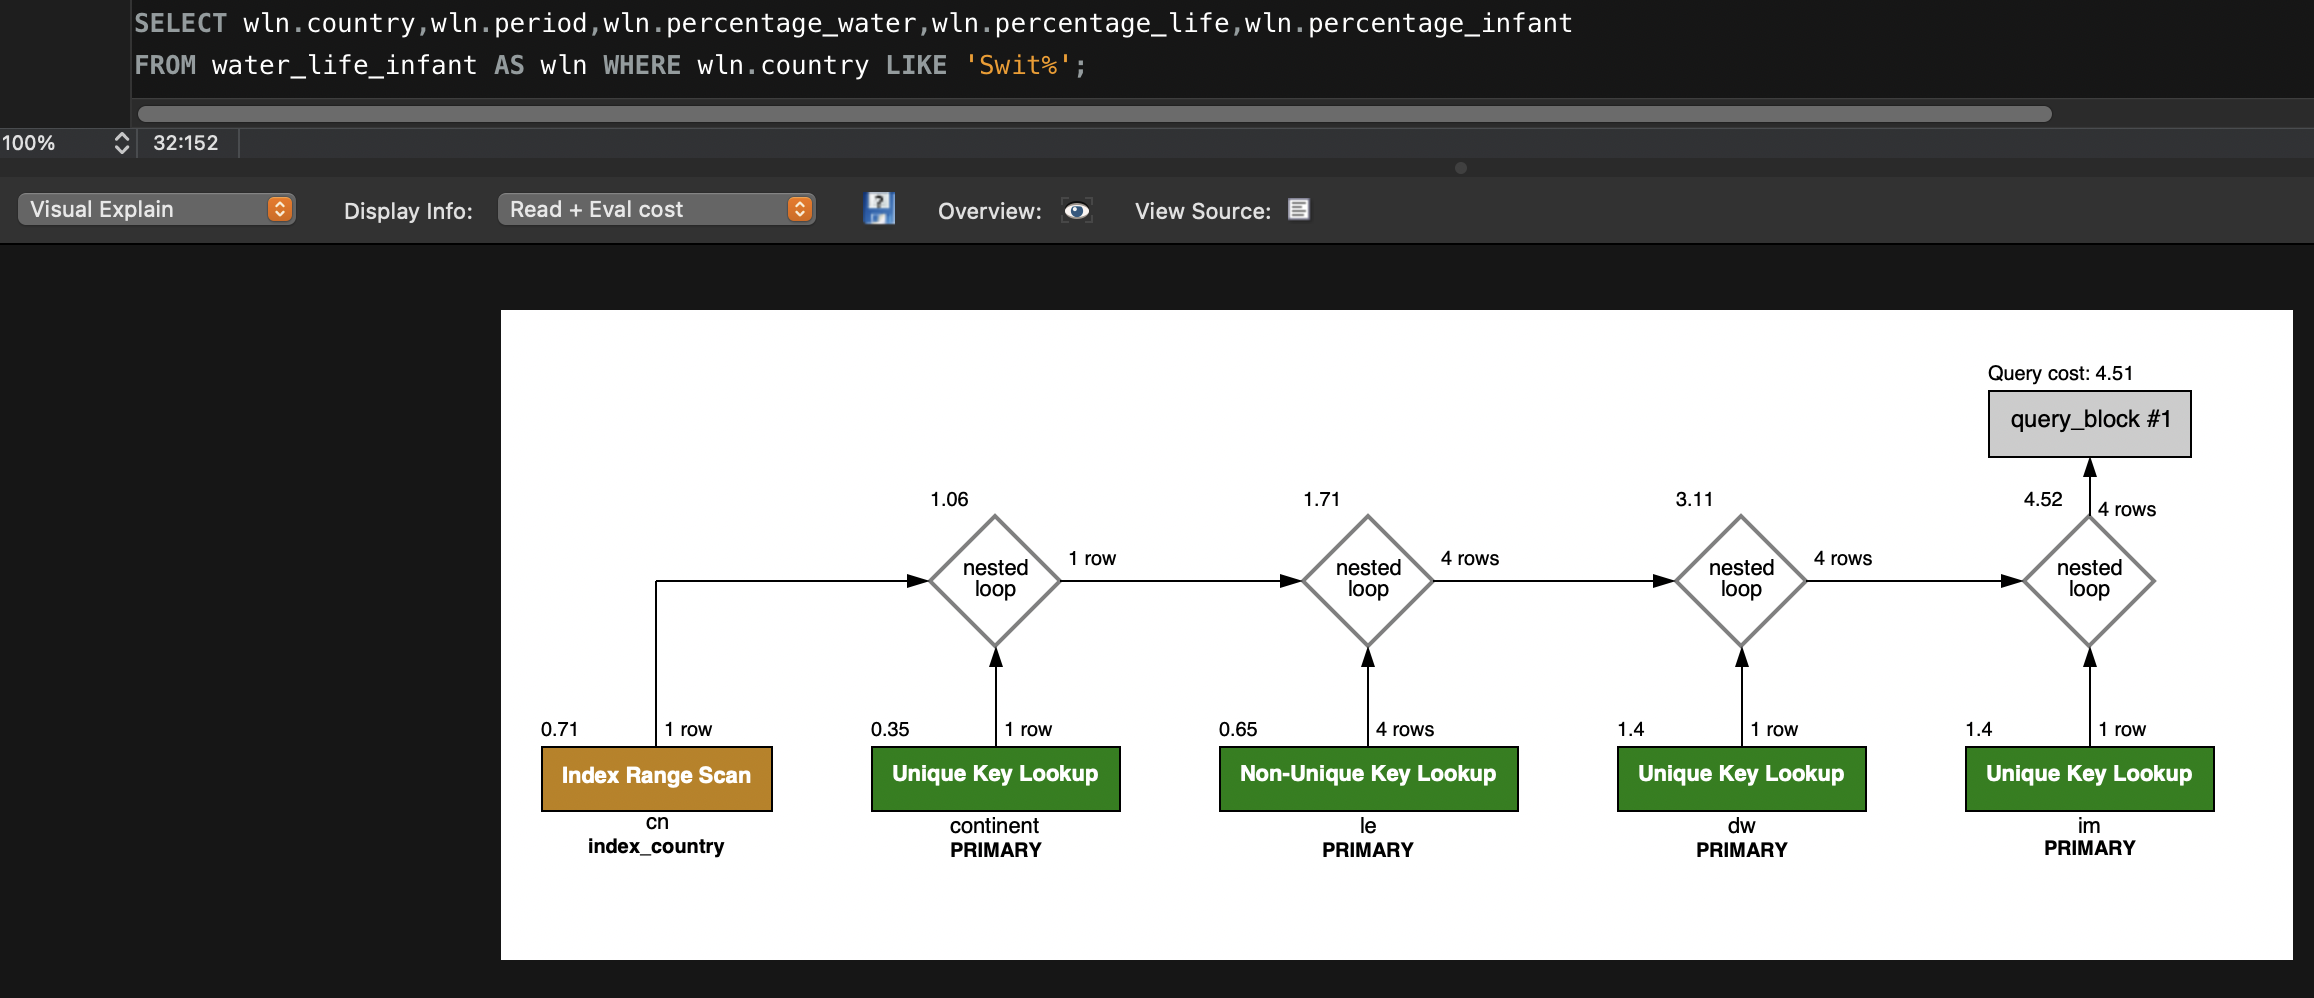 SELECT wln.country,wln.period,wln.percentage_water,wln.percentage_life,wln.percentage_infant
FROM water_life_infant AS wln WHERE wln.country LIKE 'Swit%';
100% 32:152
Visual Explain Display Info: Read + Eval cost ? Overview: View Source:
Query cost: 4.51
query_block #1
1.06 1.71 3.11 4.52 4 rows
nested loop 1 row
nested loop 4 rows
nested loop 4 rows
nested loop
0.71 1 row 0.35 1 row 0.65 4 rows 1.4 1 row 1.4 1 row
Index Range Scan Unique Key Lookup Non-Unique Key Lookup Unique Key Lookup Unique Key Lookup
cn continent le dw im
index_country PRIMARY PRIMARY PRIMARY PRIMARY